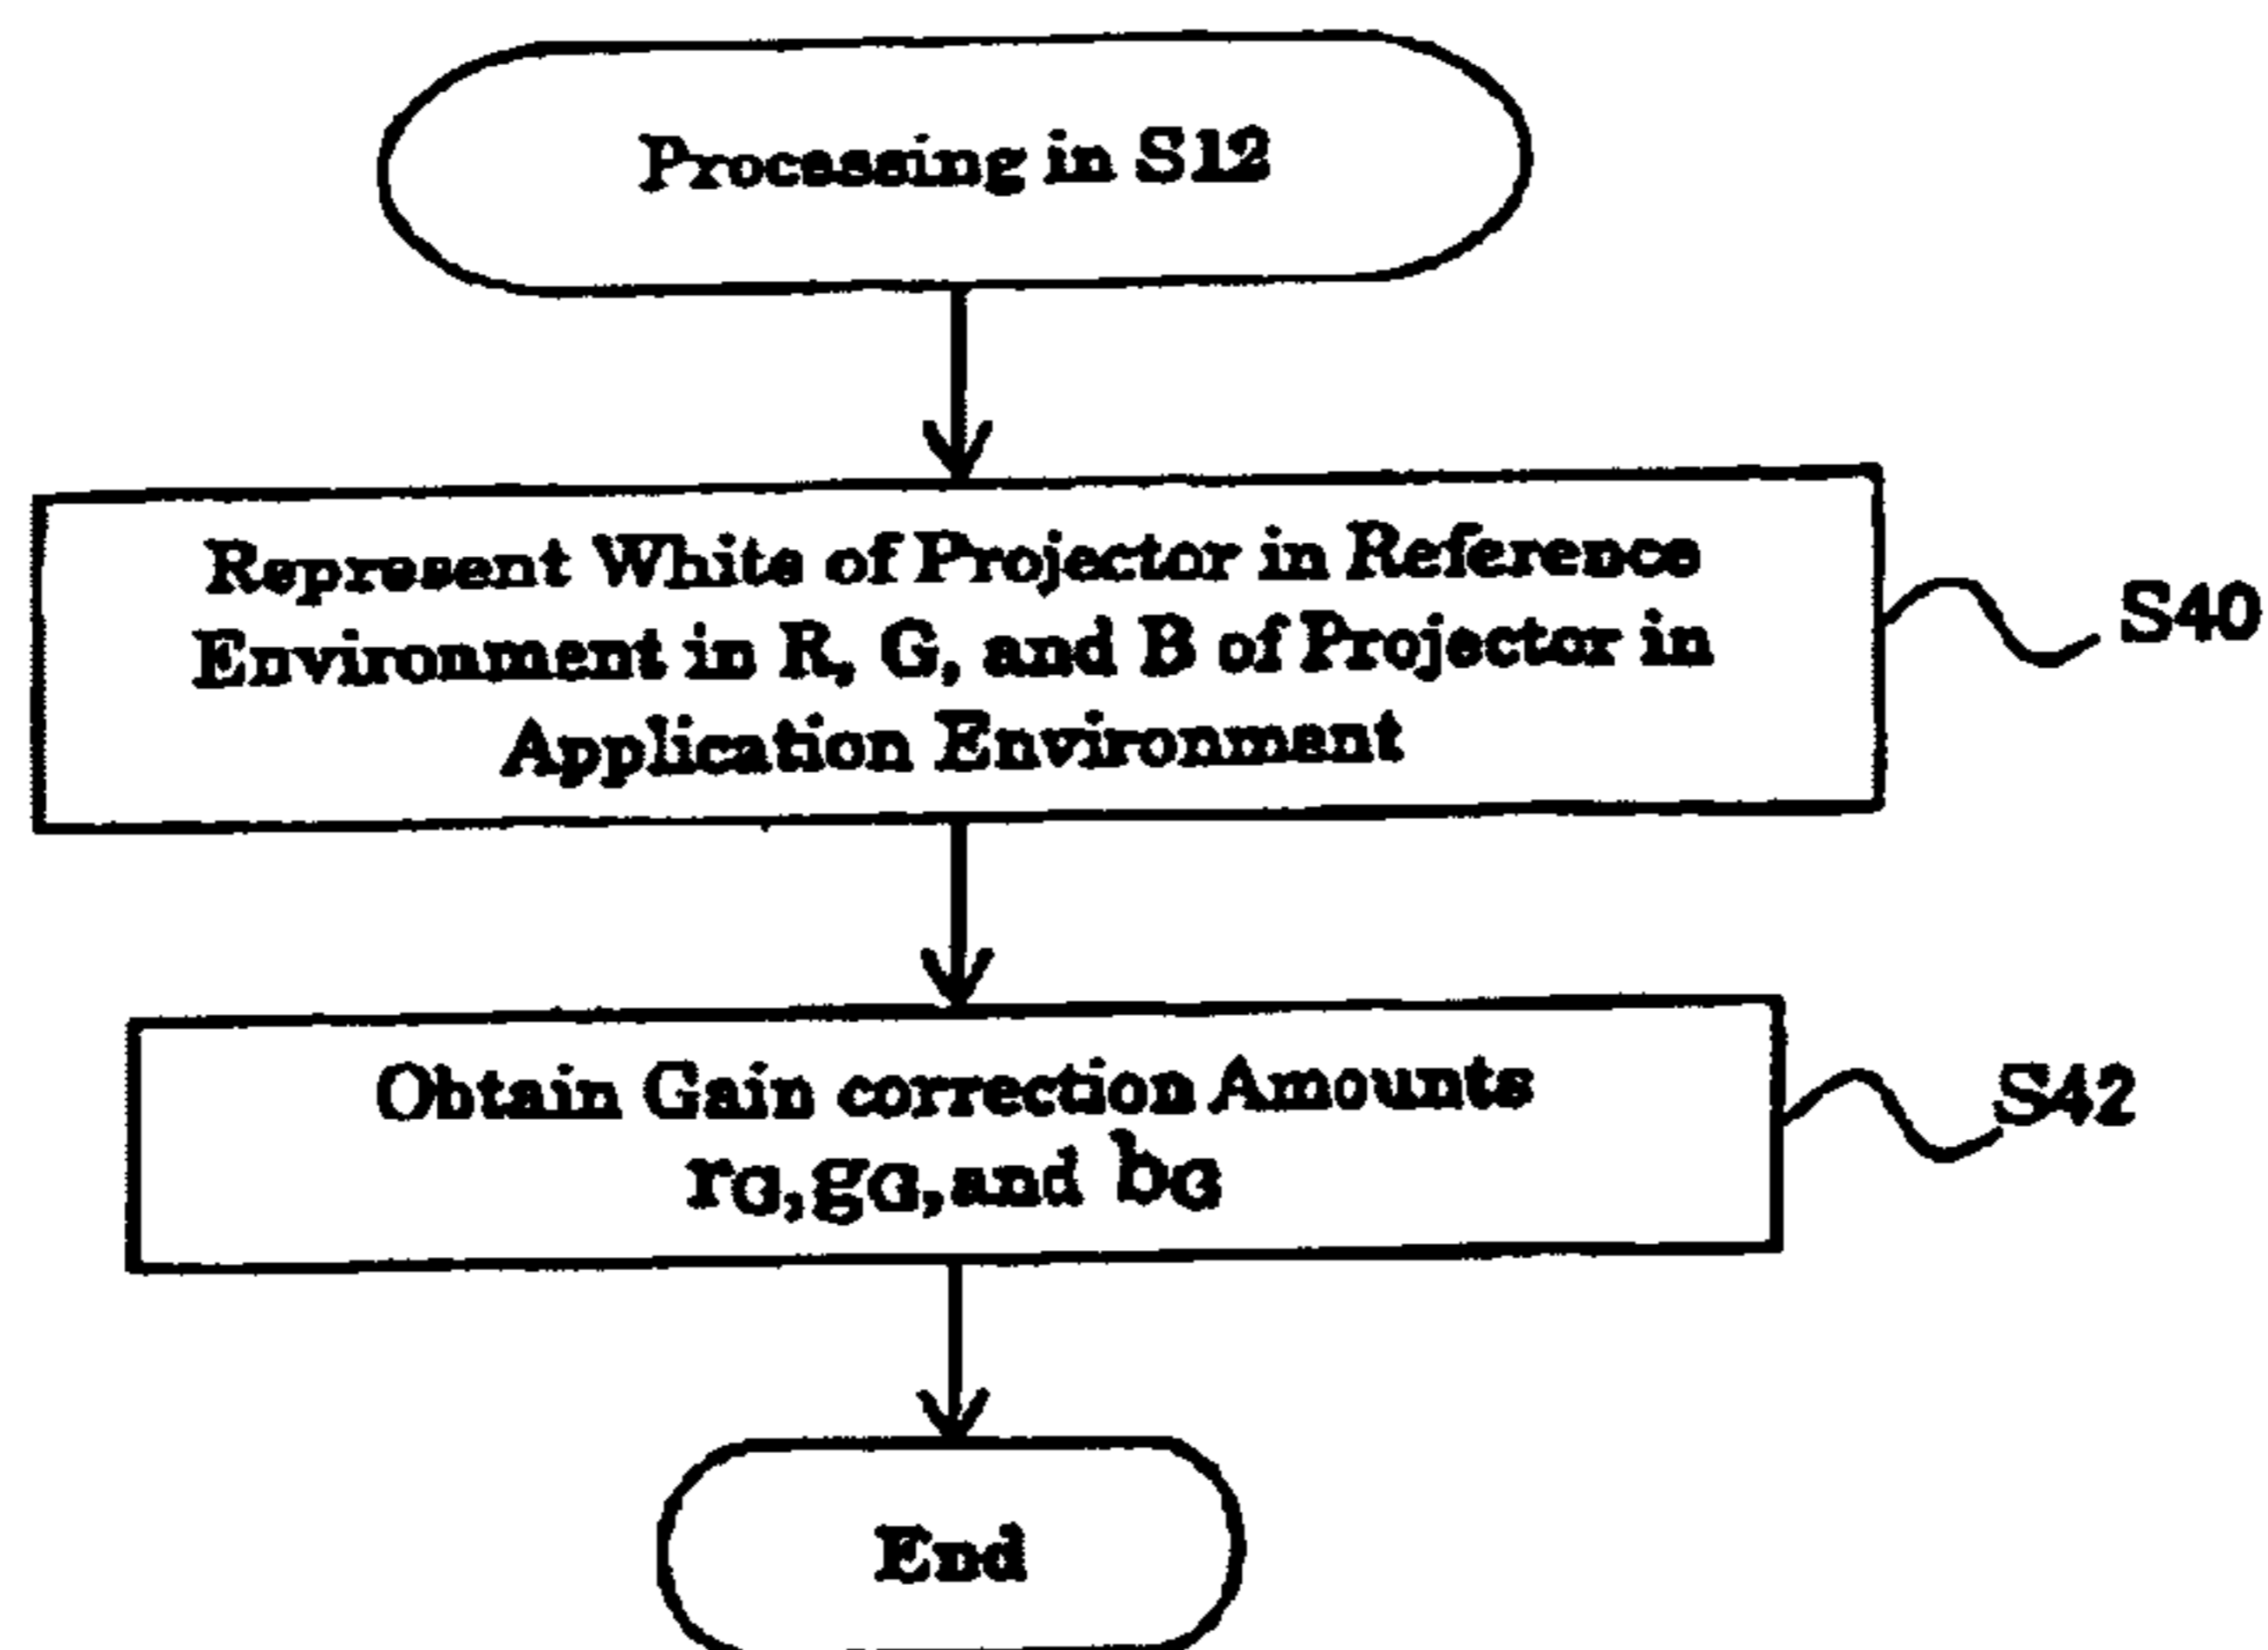 Processing in S12
Represent White of Projector in Reference
Environment in R, G, and B of Projector in
Application Environment
S40
Obtain Gain correction Amounts
rG,gG,and bG
S42
End